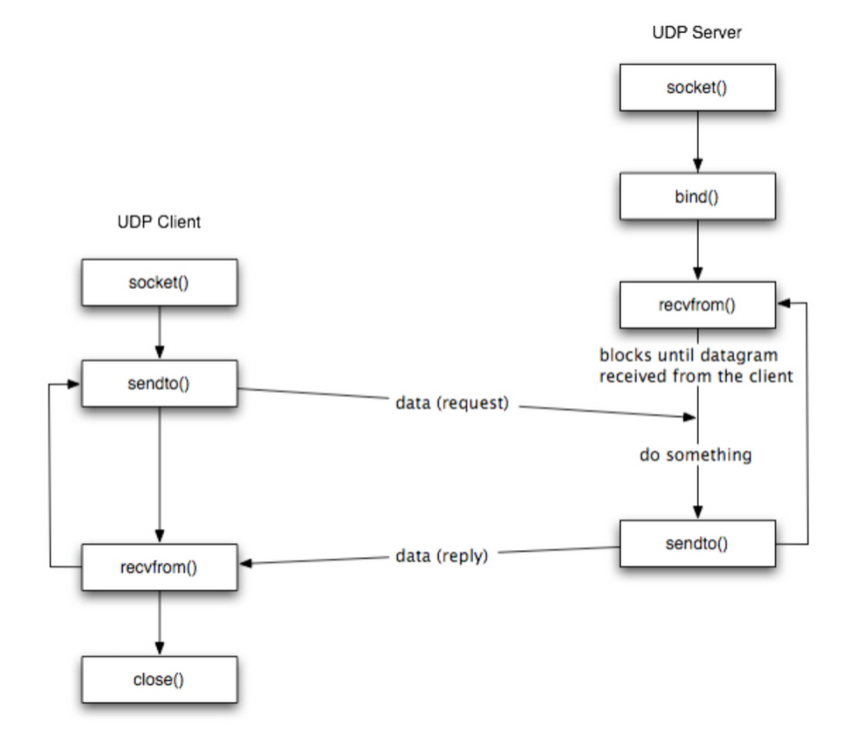 UDP Server
socket()
bind()
UDP Client
socket()
recvfrom()
blocks until datagram
received from the client
sendto()
data (request)
do something
sendto()
data (reply)
recvfrom()
close()